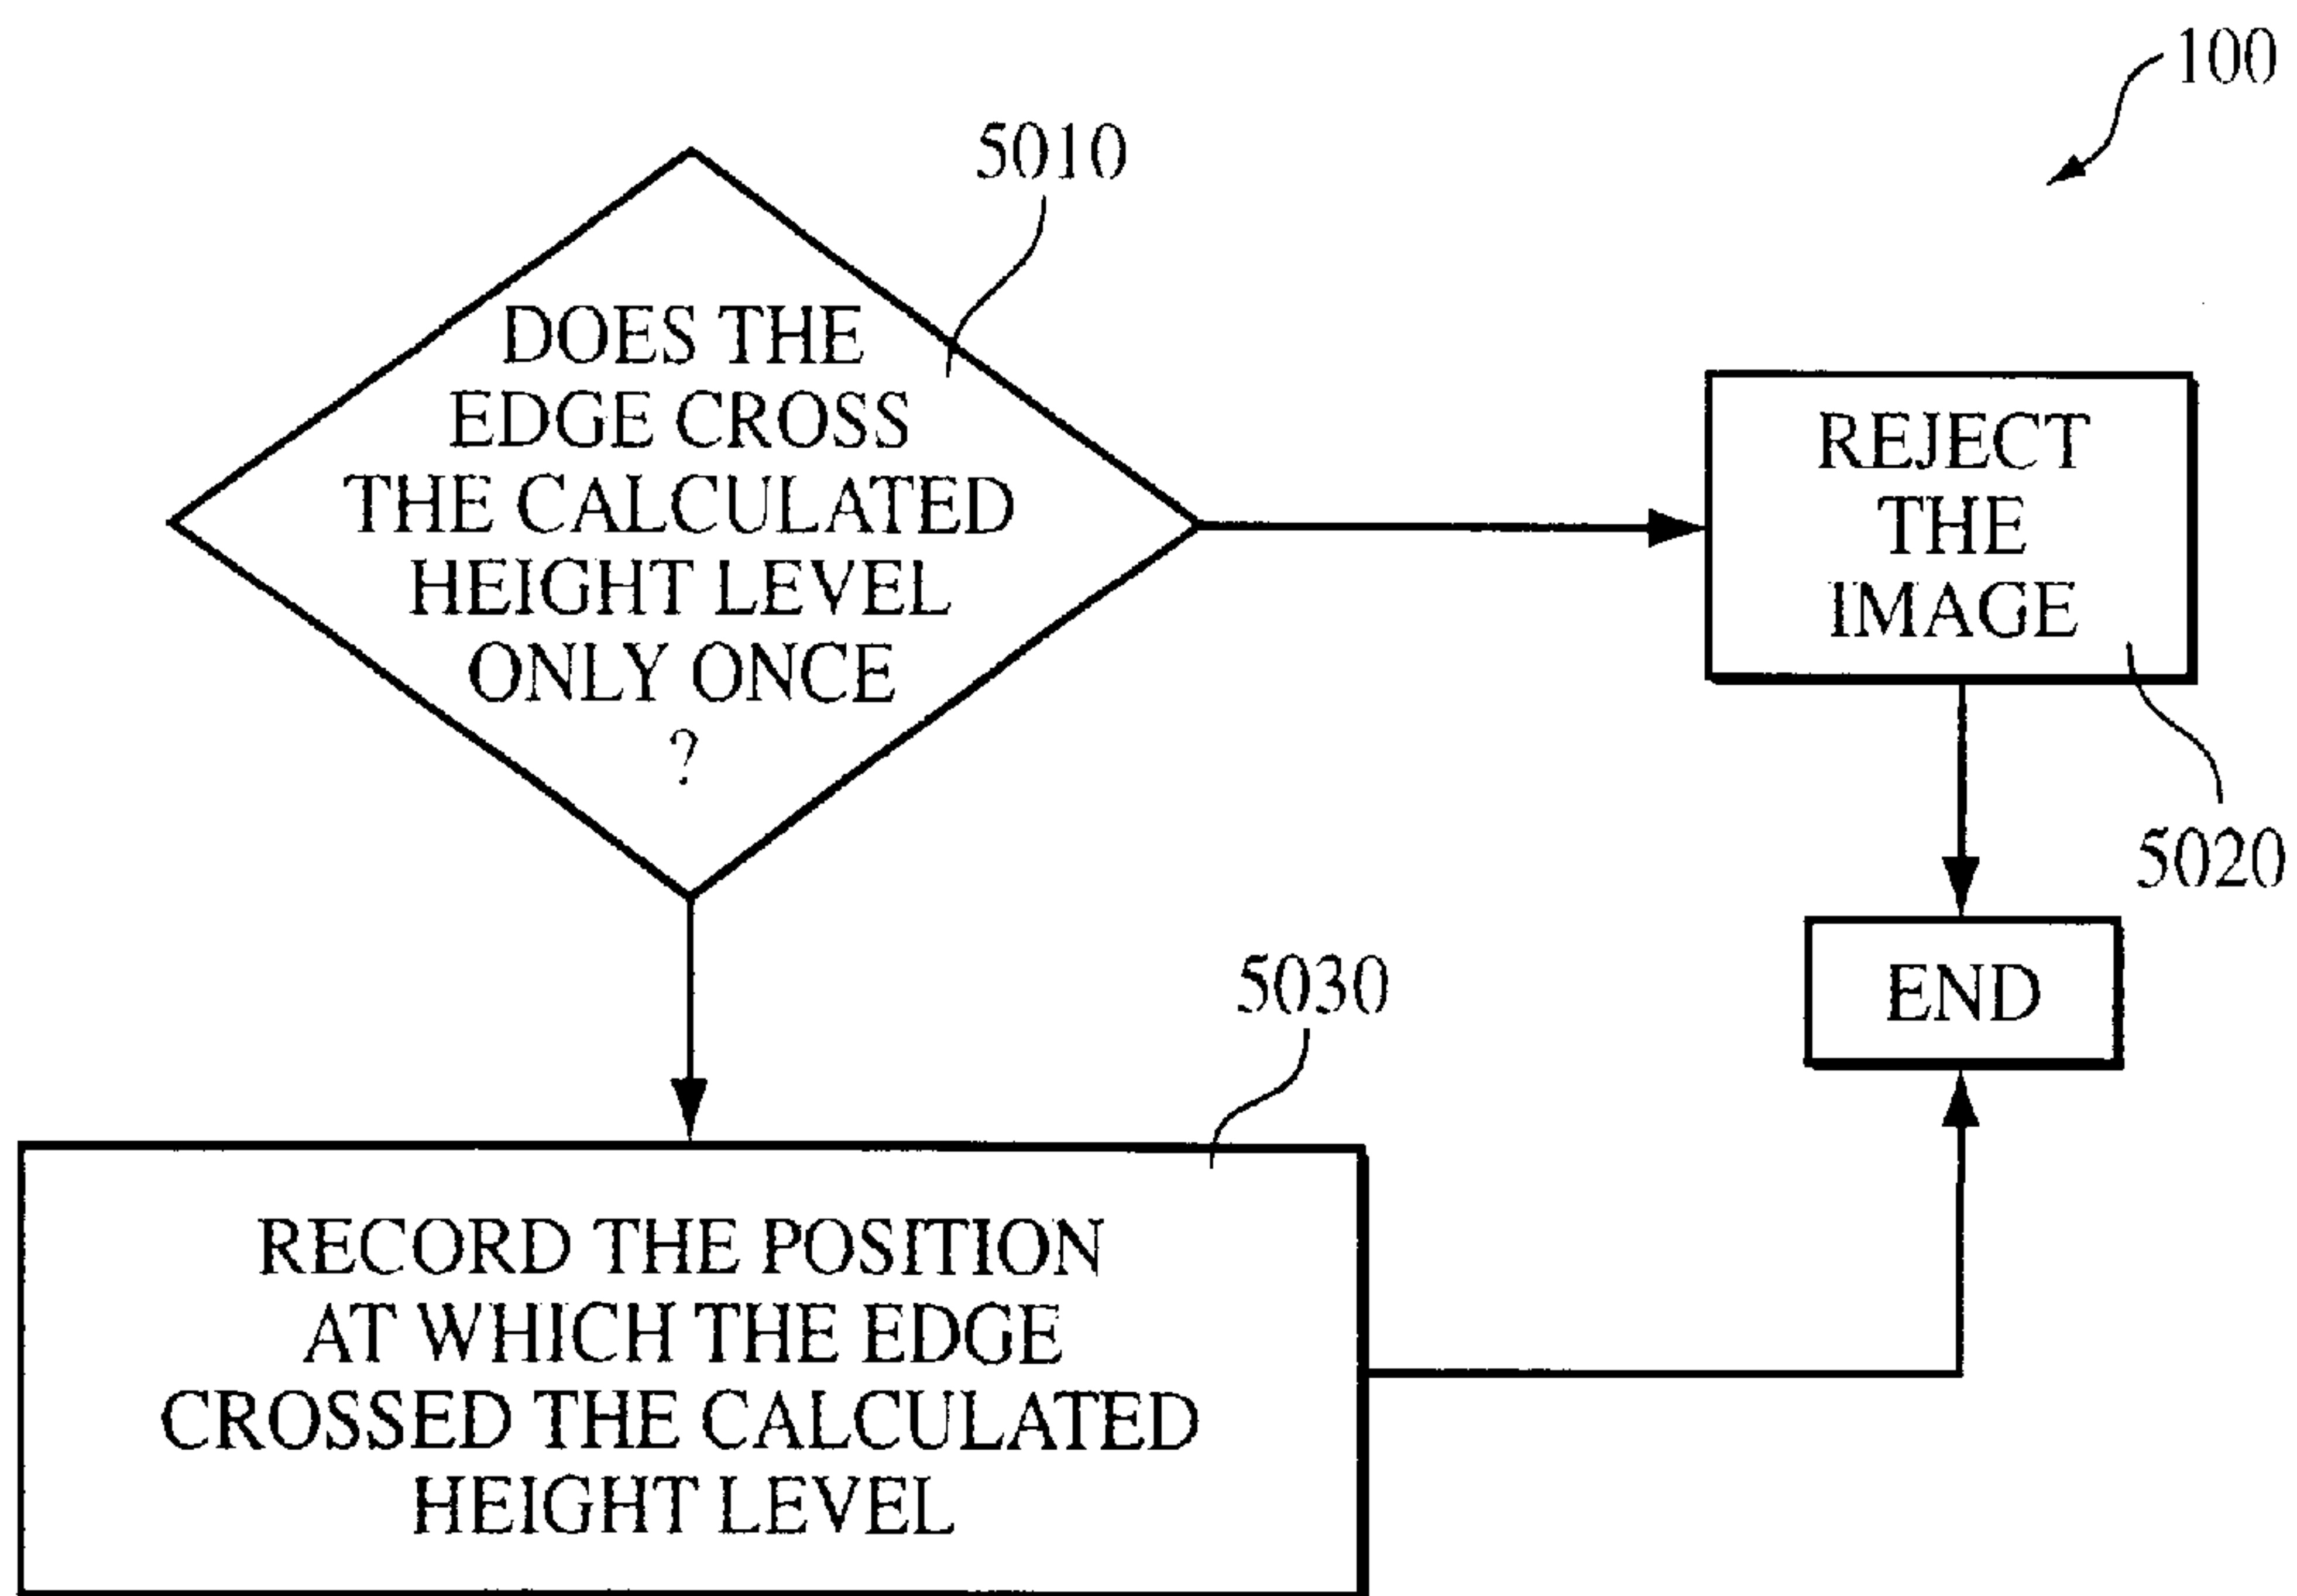 100
5010
DOES THE
EDGE CROSS
THE CALCULATED
HEIGHT LEVEL
ONLY ONCE
?
REJECT
THE
IMAGE
5020
END
5030
RECORD THE POSITION
AT WHICH THE EDGE
CROSSED THE CALCULATED
HEIGHT LEVEL